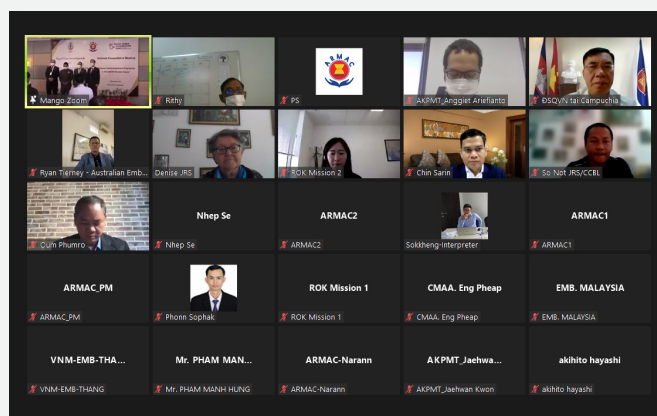 Mango Zoom
Rithy
ARMAC
PS
AKPMT_Anggiet Ariefianto
ĐSQVN tai Campuchia
Ryan Tierney - Australian Emb...
Denise JRS
ROK Mission 2
Chin Sarin
So Not JRS/CCBL
Oum Phumro
Nhep Se
Nhep Se
ARMAC2
ARMAC2
Sokkheng-Interpreter
ARMAC1
ARMAC1
ARMAC_PM
ARMAC_PM
Phonn Sophak
ROK Mission 1
ROK Mission 1
CMAA. Eng Pheap
CMAA. Eng Pheap
EMB. MALAYSIA
EMB. MALAYSIA
VNM-EMB-THA...
VNM-EMB-THANG
Mr. PHAM MAN...
Mr. PHAM MANH HUNG
ARMAC-Narann
ARMAC-Narann
AKPMT_Jaehwa...
AKPMT_Jaehwan Kwon
akihito hayashi
akihito hayashi